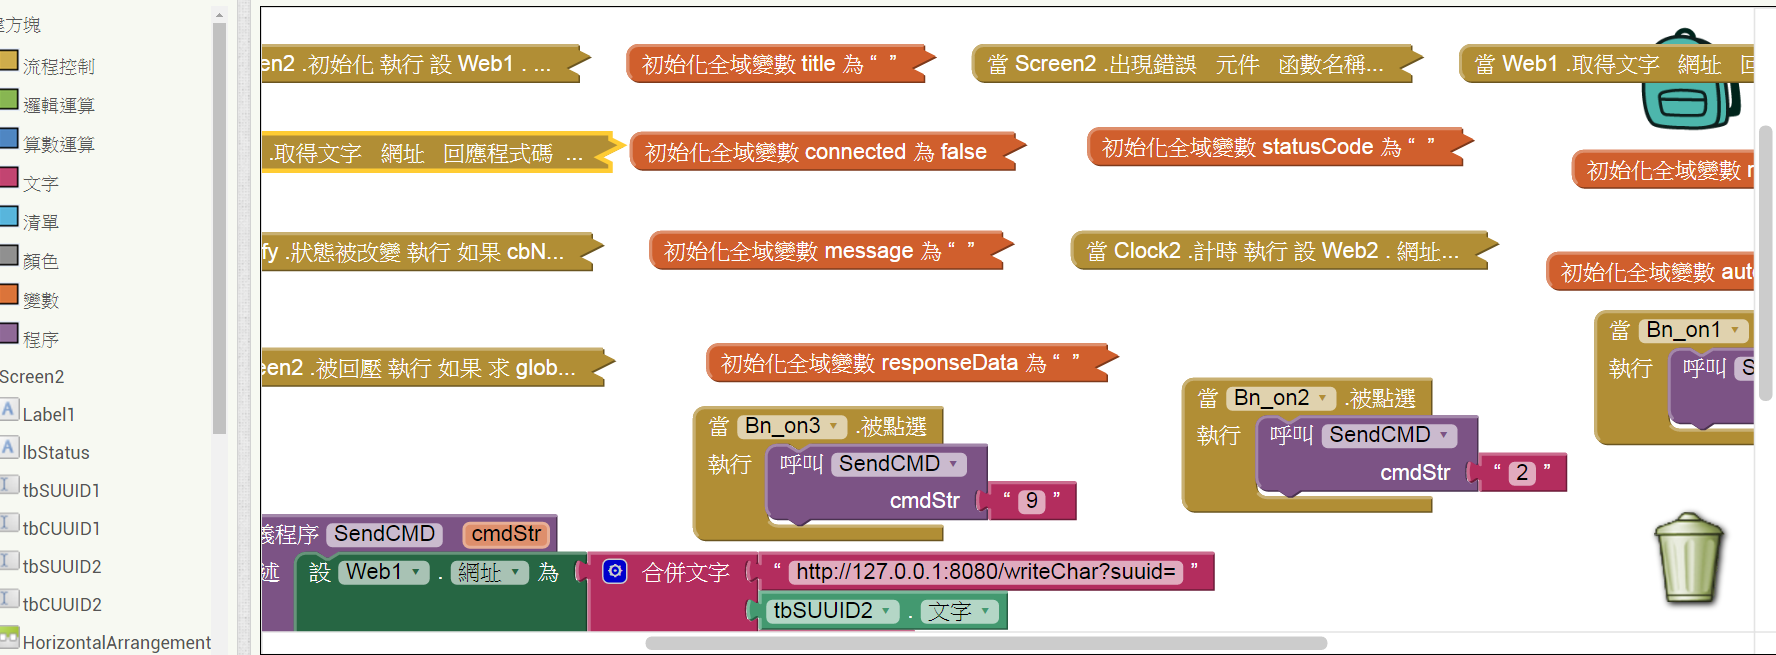 方塊
流程控制
邏輯運算
算數運算
文字
清單
顏色
變數
程序
Screen2
Label1
lbStatus
tbSUUID1
tbCUUID1
tbSUUID2
tbCUUID2
HorizontalArrangement
en2 .初始化 執行 設 Web1 . ...
初始化全域變數 title 為 “ ”
當 Screen2 .出現錯誤 元件 函數名稱...
當 Web1 .取得文字 網址
.取得文字 網址 回應程式碼 ...
初始化全域變數 connected 為 false
初始化全域變數 statusCode 為 “ ”
初始化全域變數
fy .狀態被改變 執行 如果 cbN...
初始化全域變數 message 為 “ ”
當 Clock2 .計時 執行 設 Web2 . 網址...
初始化全域變數 aut
een2 .被回壓 執行 如果 求 glob...
初始化全域變數 responseData 為 “ ”
當 Bn_on1
執行 呼叫 S
當 Bn_on2 .被點選
執行 呼叫 SendCMD
cmdStr “ 2 ”
當 Bn_on3 .被點選
執行 呼叫 SendCMD
cmdStr “ 9 ”
義程序 SendCMD cmdStr
述 設 Web1 . 網址 為 合併文字 “ http://127.0.0.1:8080/writeChar?suuid= ”
tbSUUID2 . 文字